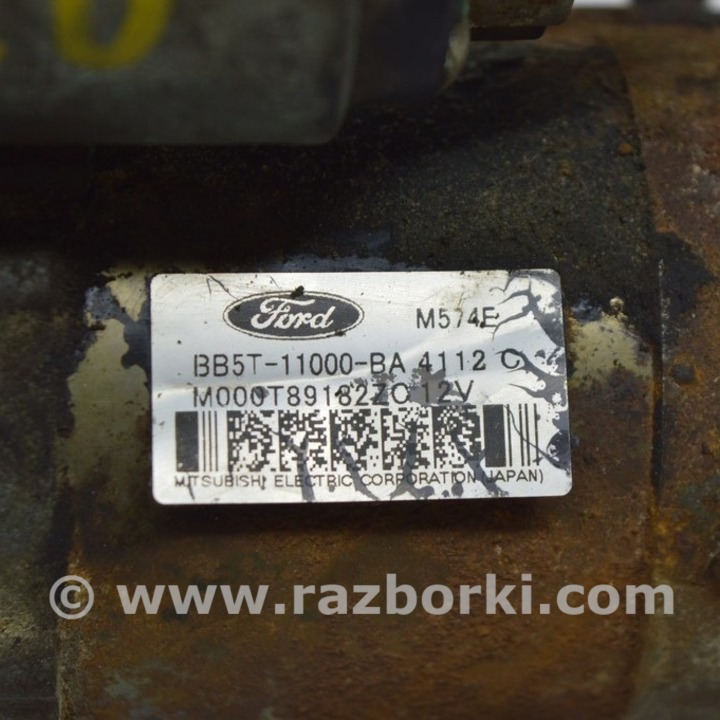 Ford M574E
BB5T-11000-BA 4112 C
M000T89182ZC 12V
MITSUBISHI ELECTRIC CORPORATION (JAPAN)
© www.razborki.com